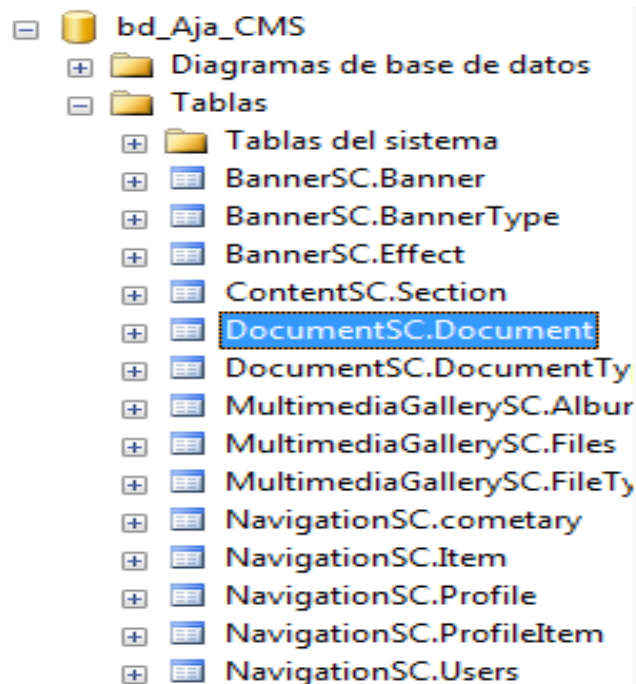 bd_Aja_CMS
Diagramas de base de datos
Tablas
Tablas del sistema
BannerSC.Banner
BannerSC.BannerType
BannerSC.Effect
ContentSC.Section
DocumentSC.Document
DocumentSC.DocumentTy
MultimediaGallerySC.Albur
MultimediaGallerySC.Files
MultimediaGallerySC.FileTy
NavigationSC.cometary
NavigationSC.Item
NavigationSC.Profile
NavigationSC.ProfileItem
NavigationSC.Users